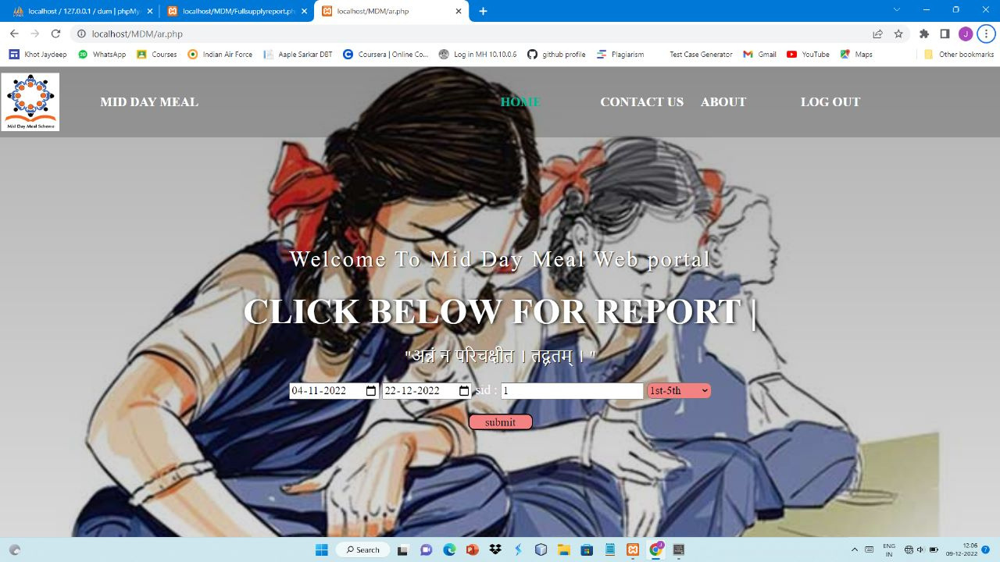 localhost / 127.0.0.1 / dum | phpMy
localhost/MDM/Fullsupplyreport.ph
localhost/MDM/ar.php
localhost/MDM/ar.php
J
Khot Jaydeep
WhatsApp
Courses
Indian Air Force
Aaple Sarkar DBT
Course Home | Co...
Log in MH 10.10.0.6
github profile
Plagiarism
Test Case Generator
Gmail
YouTube
Maps
Other bookmarks
Mid Day Meal Scheme
MID DAY MEAL
HOME
CONTACT US
ABOUT
LOG OUT
Welcome To Mid Day Meal Web portal
CLICK BELOW FOR REPORT |
"अन्नं न परिचक्षीत । तद्व्रतम् । "
04-11-2022 22-12-2022 sid : 1 1st-5th
submit
Search
ENG
IN
12:06
09-12-2022